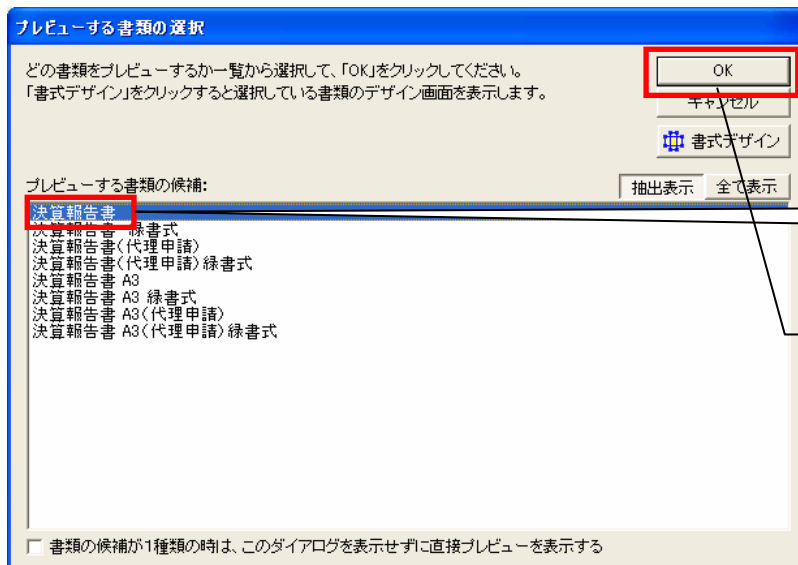 プレビューする書類の選択
どの書類をプレビューするか一覧から選択して、「OK」をクリックしてください。
「書式デザイン」をクリックすると選択している書類のデザイン画面を表示します。
OK
キャンセル
書式デザイン
プレビューする書類の候補:
抽出表示 全て表示
決算報告書
決算報告書 緑書式
決算報告書(代理申請)
決算報告書(代理申請)緑書式
決算報告書 A3
決算報告書 A3 緑書式
決算報告書 A3(代理申請)
決算報告書 A3(代理申請)緑書式
書類の候補が1種類の時は、このダイアログを表示せずに直接プレビューを表示する